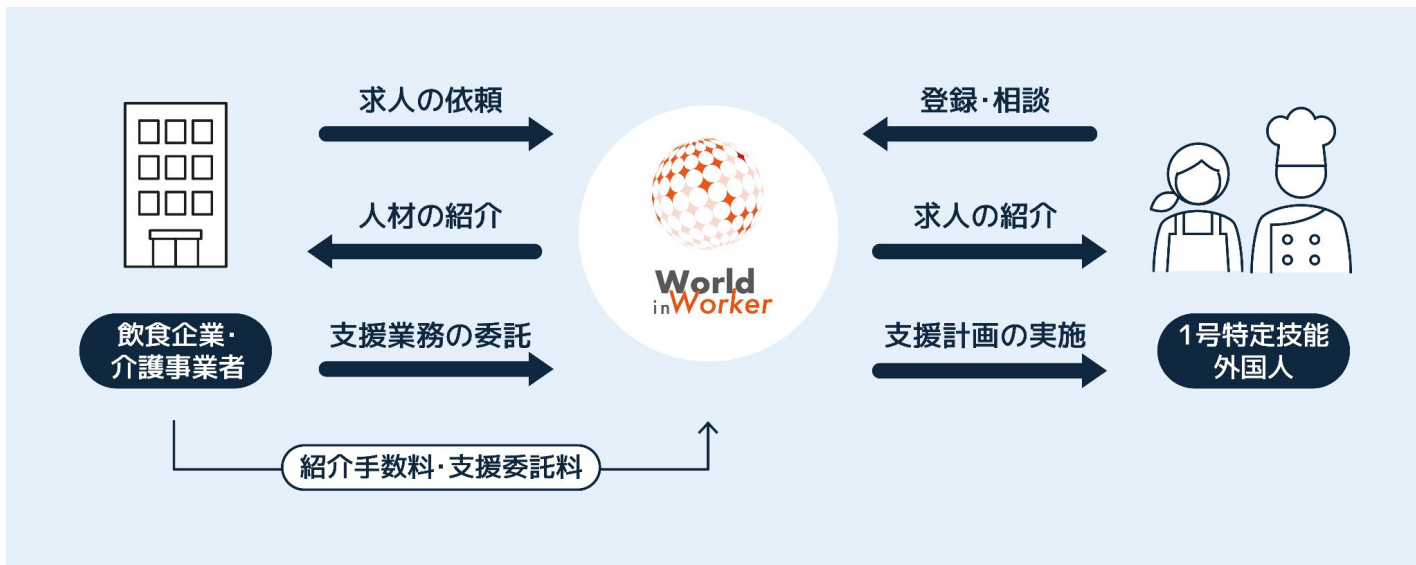 求人の依頼
登録・相談
人材の紹介
求人の紹介
World
inWorker
支援業務の委託
支援計画の実施
飲食企業・
介護事業者
1号特定技能
外国人
紹介手数料・支援委託料